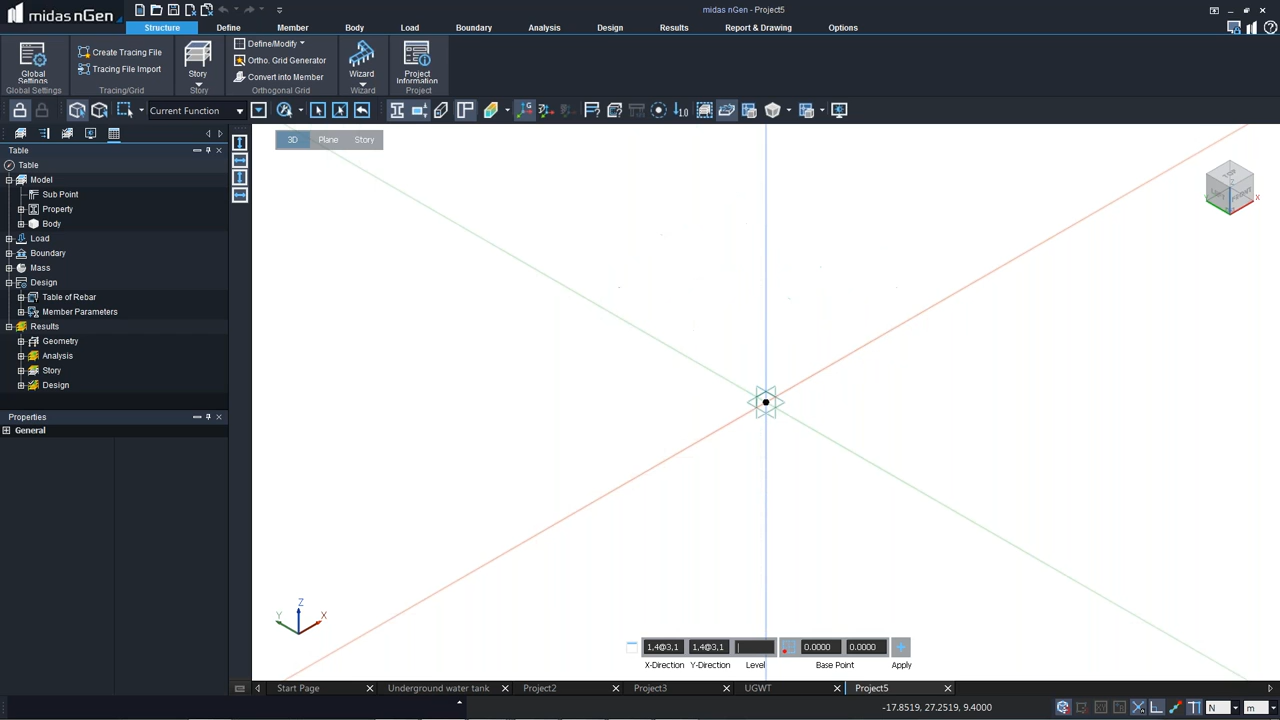 midas nGen
midas nGen - Project5
Structure Define Member Body Load Boundary Analysis Design Results Report & Drawing Options
Global Settings
Create Tracing File
Tracing File Import
Story
Define/Modify
Ortho. Grid Generator
Convert into Member
Wizard
Project Information
Global Settings Tracing/Grid Story Orthogonal Grid Wizard Project
Current Function
G
1.0
Table
3D Plane Story
Table
Model
Sub Point
Property
Body
Load
Boundary
Mass
Design
Table of Rebar
Member Parameters
Results
Geometry
Analysis
Story
Design
Properties
General
TOP
LEFT
FRONT
X
Z
Y
X
1,4@3,1 1,4@3,1 0.0000 0.0000
X-Direction Y-Direction Level Base Point Apply
Start Page Underground water tank Project2 Project3 UGWT Project5
-17.8519, 27.2519, 9.4000
N m